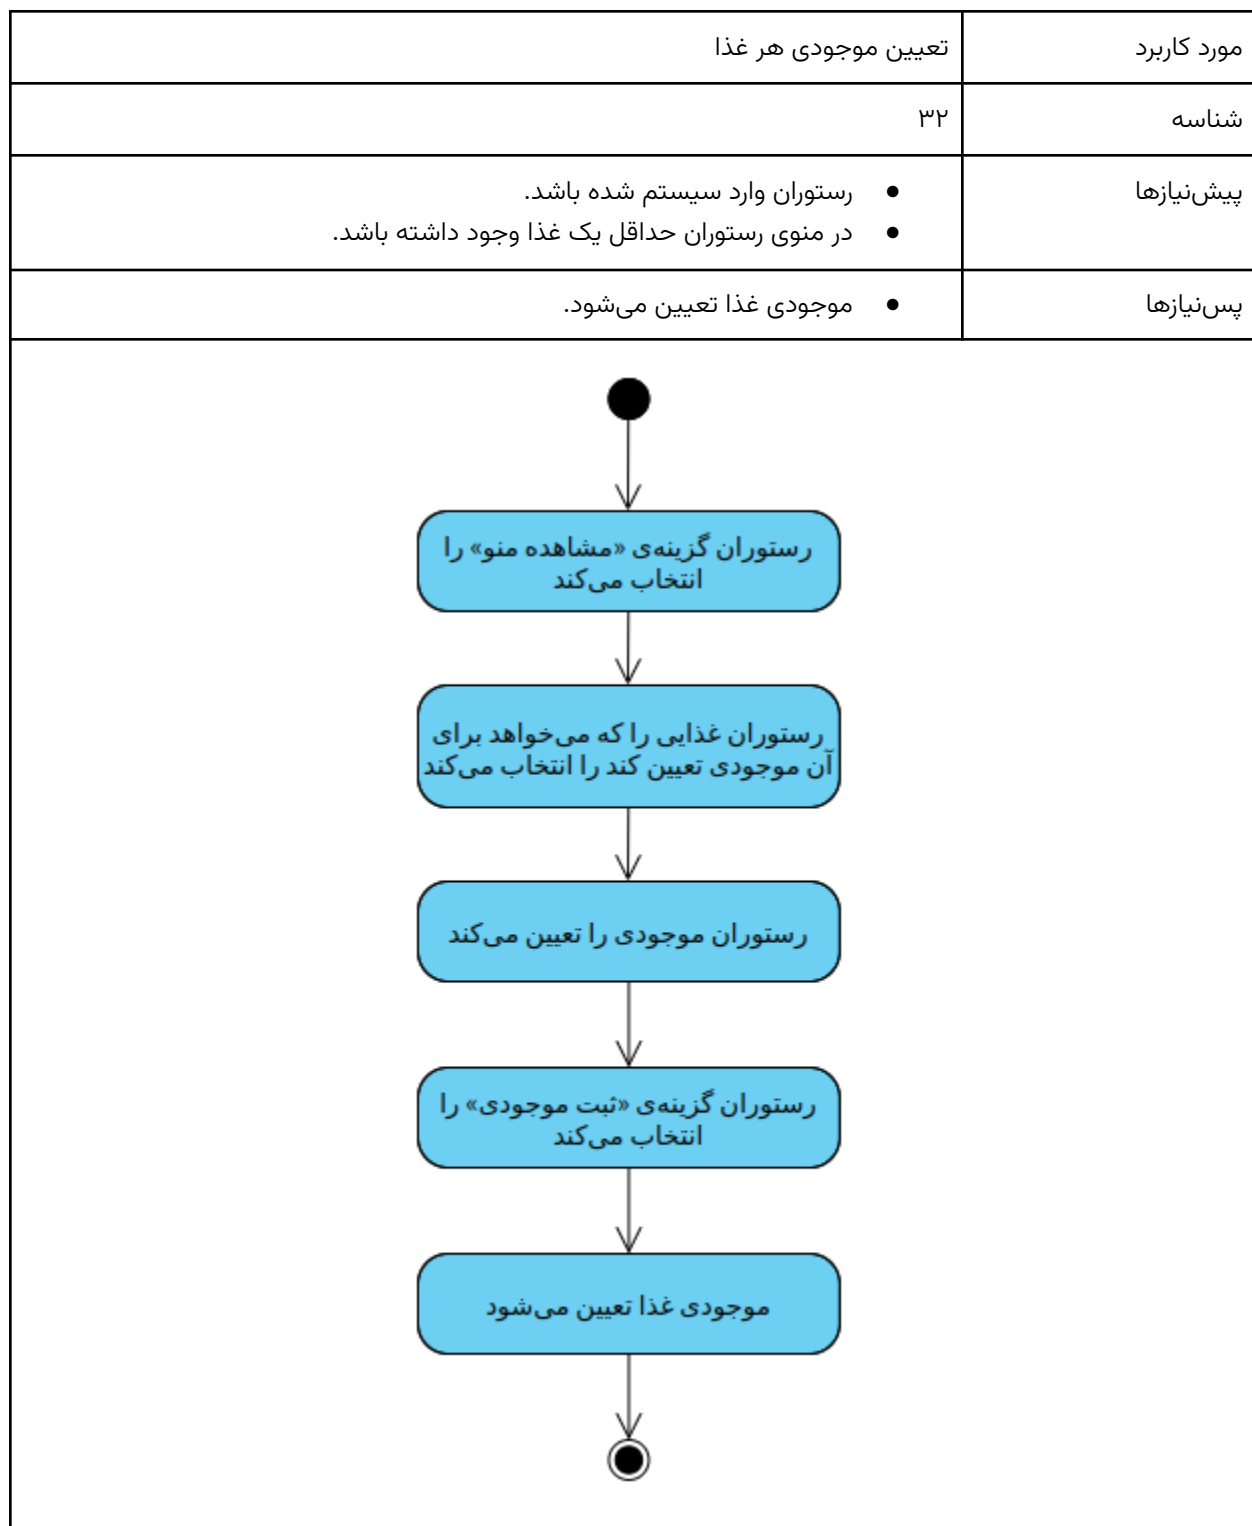 مورد کاربرد
تعیین موجودی هر غذا
شناسه
۳۲
پیش‌نیازها
● رستوران وارد سیستم شده باشد.
● در منوی رستوران حداقل یک غذا وجود داشته باشد.
پس‌نیازها
● موجودی غذا تعیین می‌شود.
رستوران گزینه‌ی «مشاهده منو» را
انتخاب می‌کند
رستوران غذایی را که می‌خواهد برای
آن موجودی تعیین کند را انتخاب می‌کند
رستوران موجودی را تعیین می‌کند
رستوران گزینه‌ی «ثبت موجودی» را
انتخاب می‌کند
موجودی غذا تعیین می‌شود